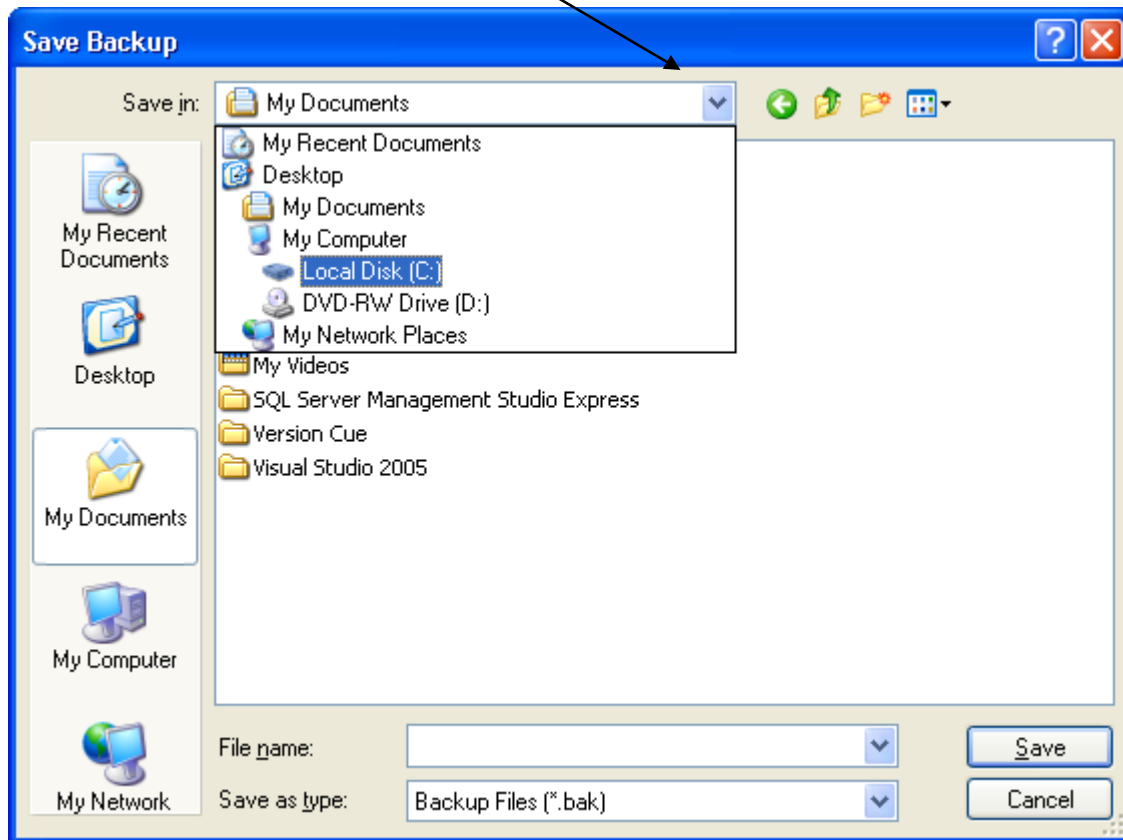 Save Backup
Save in:
My Documents
My Recent Documents
Desktop
My Documents
My Computer
Local Disk (C:)
DVD-RW Drive (D:)
My Network Places
My Videos
SQL Server Management Studio Express
Version Cue
Visual Studio 2005
My Recent
Documents
Desktop
My Documents
My Computer
My Network
File name:
Save
Save as type:
Backup Files (*.bak)
Cancel